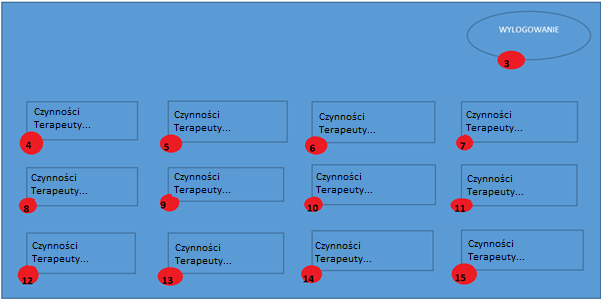 WYLOGOWANIE
3
Czynności
Terapeuty...
4
Czynności
Terapeuty...
5
Czynności
Terapeuty...
6
Czynności
Terapeuty...
7
Czynności
Terapeuty...
8
Czynności
Terapeuty...
9
Czynności
Terapeuty...
10
Czynności
Terapeuty...
11
Czynności
Terapeuty...
12
Czynności
Terapeuty...
13
Czynności
Terapeuty...
14
Czynności
Terapeuty...
15